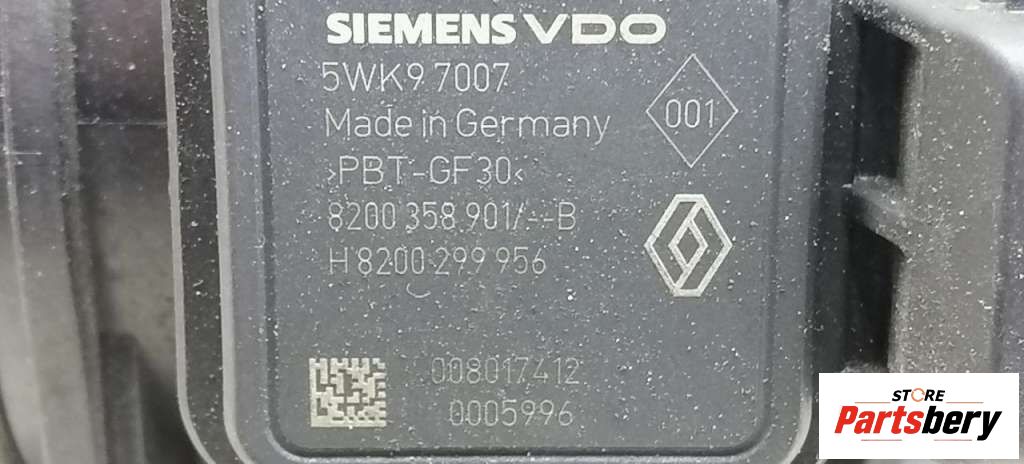 SIEMENS VDO
5WK9 7007
001
Made in Germany
>PBT-GF30<
8200 358 901/--B
H 8200 299 956
008017412
0005996
STORE
Partsbery